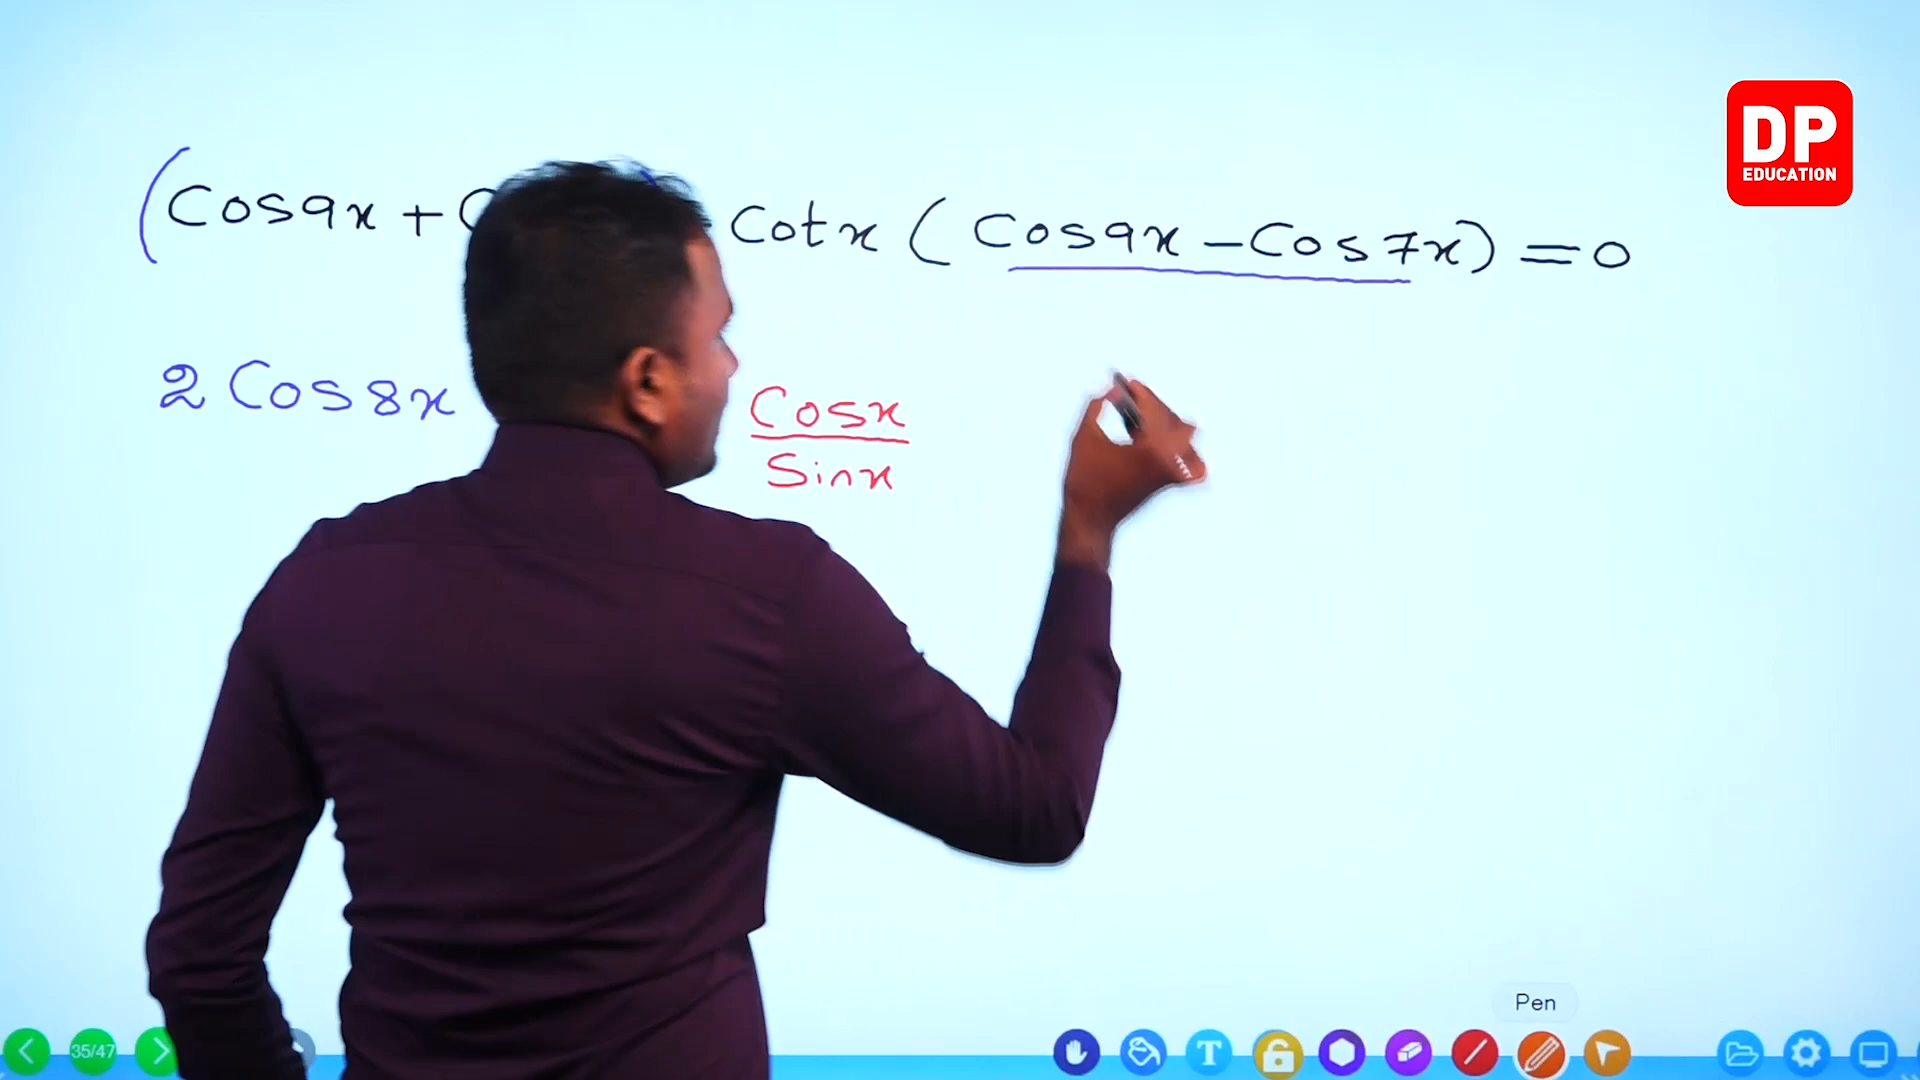 DP
EDUCATION
(Cos9x + C cotx (Cos9x - Cos7x) = 0
2 Cos8x Cosx
Sinx
Pen
35/47
T